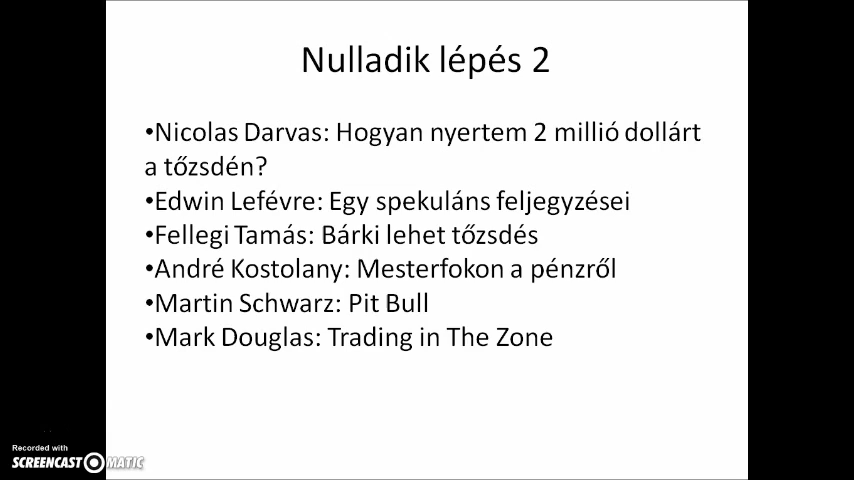 Nulladik lépés 2
•Nicolas Darvas: Hogyan nyertem 2 millió dollárt
a tőzsdén?
•Edwin Lefévre: Egy spekuláns feljegyzései
•Fellegi Tamás: Bárki lehet tőzsdés
•André Kostolany: Mesterfokon a pénzről
•Martin Schwarz: Pit Bull
•Mark Douglas: Trading in The Zone
Recorded with
SCREENCAST MATIC